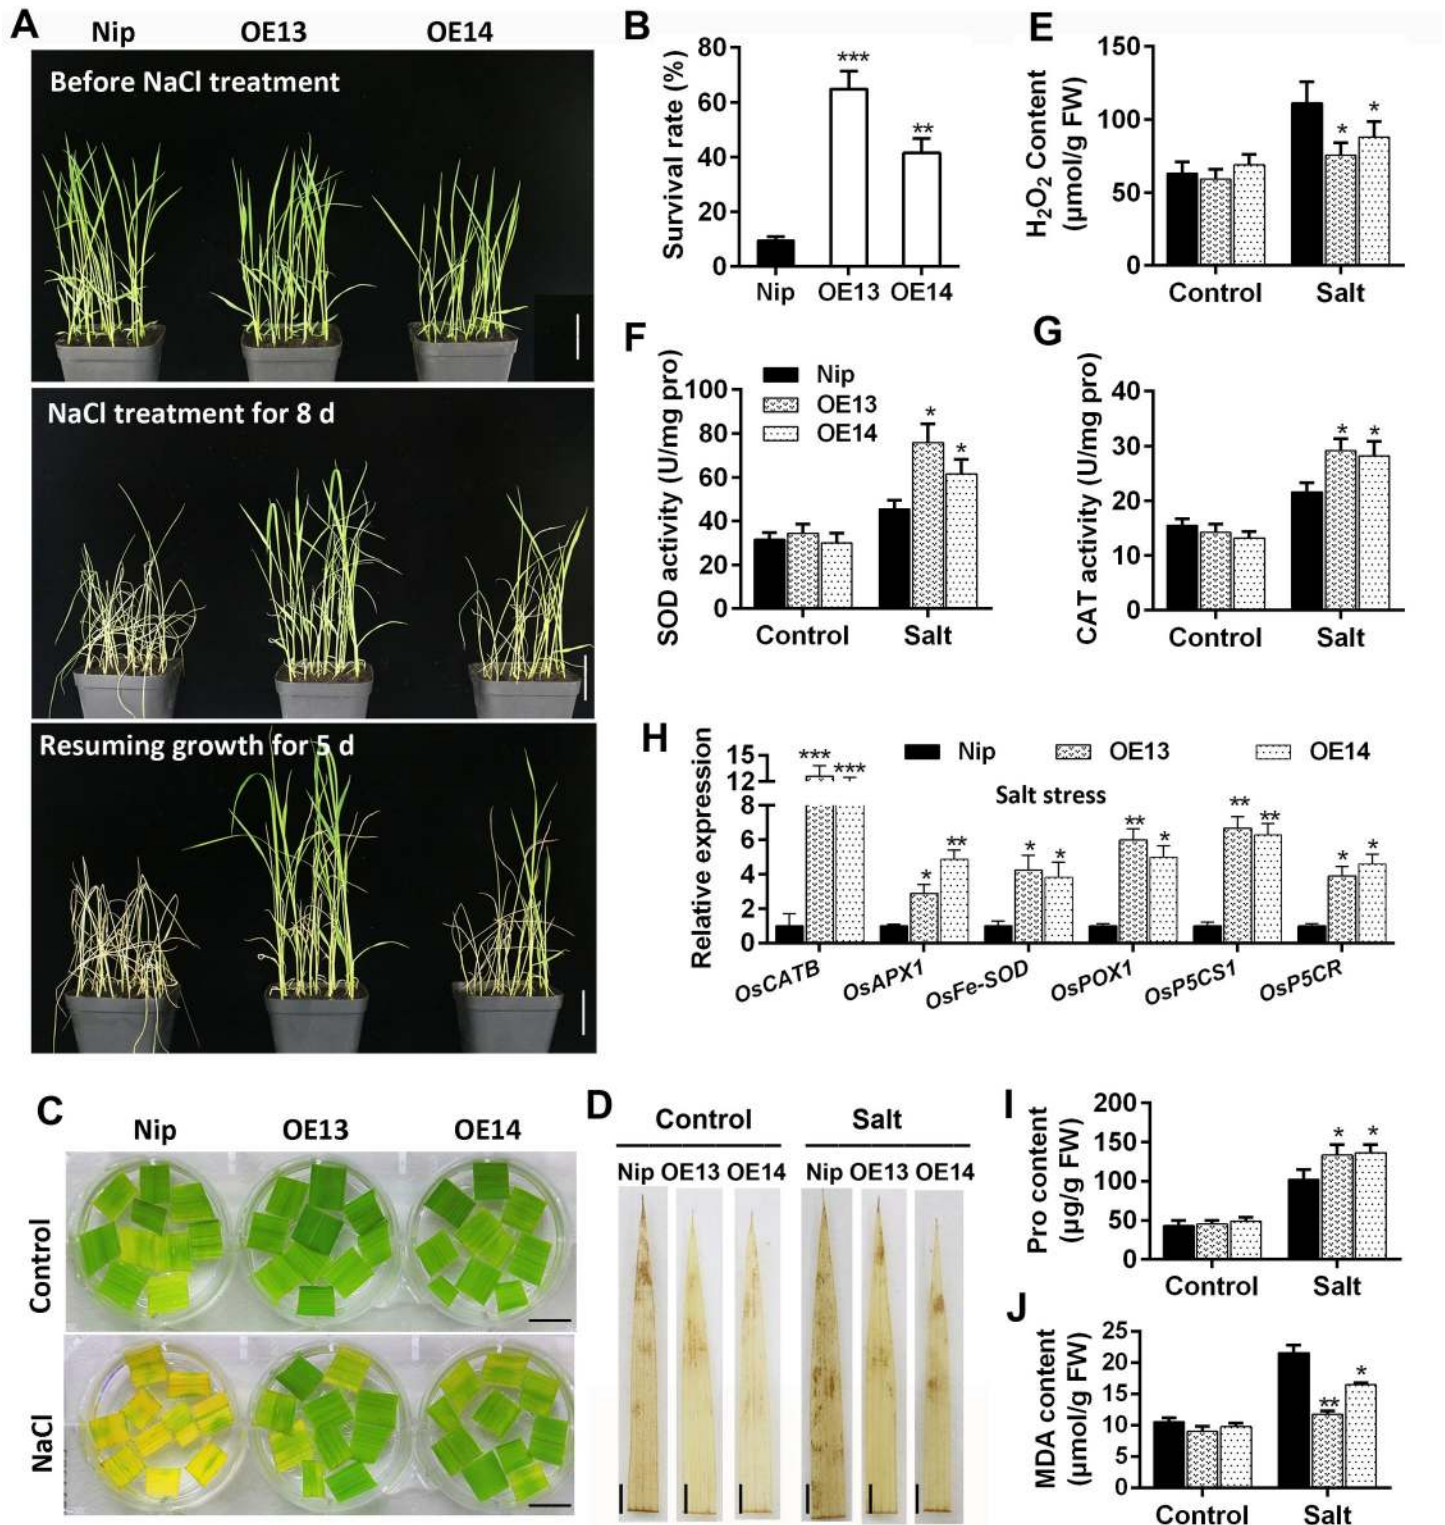 A
Nip OE13 OE14
Before NaCl treatment
NaCl treatment for 8 d
Resuming growth for 5 d
B
Survival rate (%)
80
60
40
20
0
***
**
Nip OE13 OE14
E
H₂O₂ Content
(μmol/g FW)
150
100
50
0
*
*
Control Salt
F
SOD activity (U/mg pro)
100
80
60
40
20
0
Nip
OE13
OE14
*
*
Control Salt
G
CAT activity (U/mg pro)
40
30
20
10
0
* *
Control Salt
H
Relative expression
15
12
8
6
4
2
0
Nip OE13 OE14
Salt stress
*** ***
* **
* *
** *
** **
* *
OsCATB OsAPX1 OsFe-SOD OsPOX1 OsP5CS1 OsP5CR
C
Nip OE13 OE14
Control
NaCl
D
Control Salt
Nip OE13 OE14 Nip OE13 OE14
I
Pro content
(μg/g FW)
200
150
100
50
0
* *
Control Salt
J
MDA content
(μmol/g FW)
25
20
15
10
5
0
**
*
Control Salt